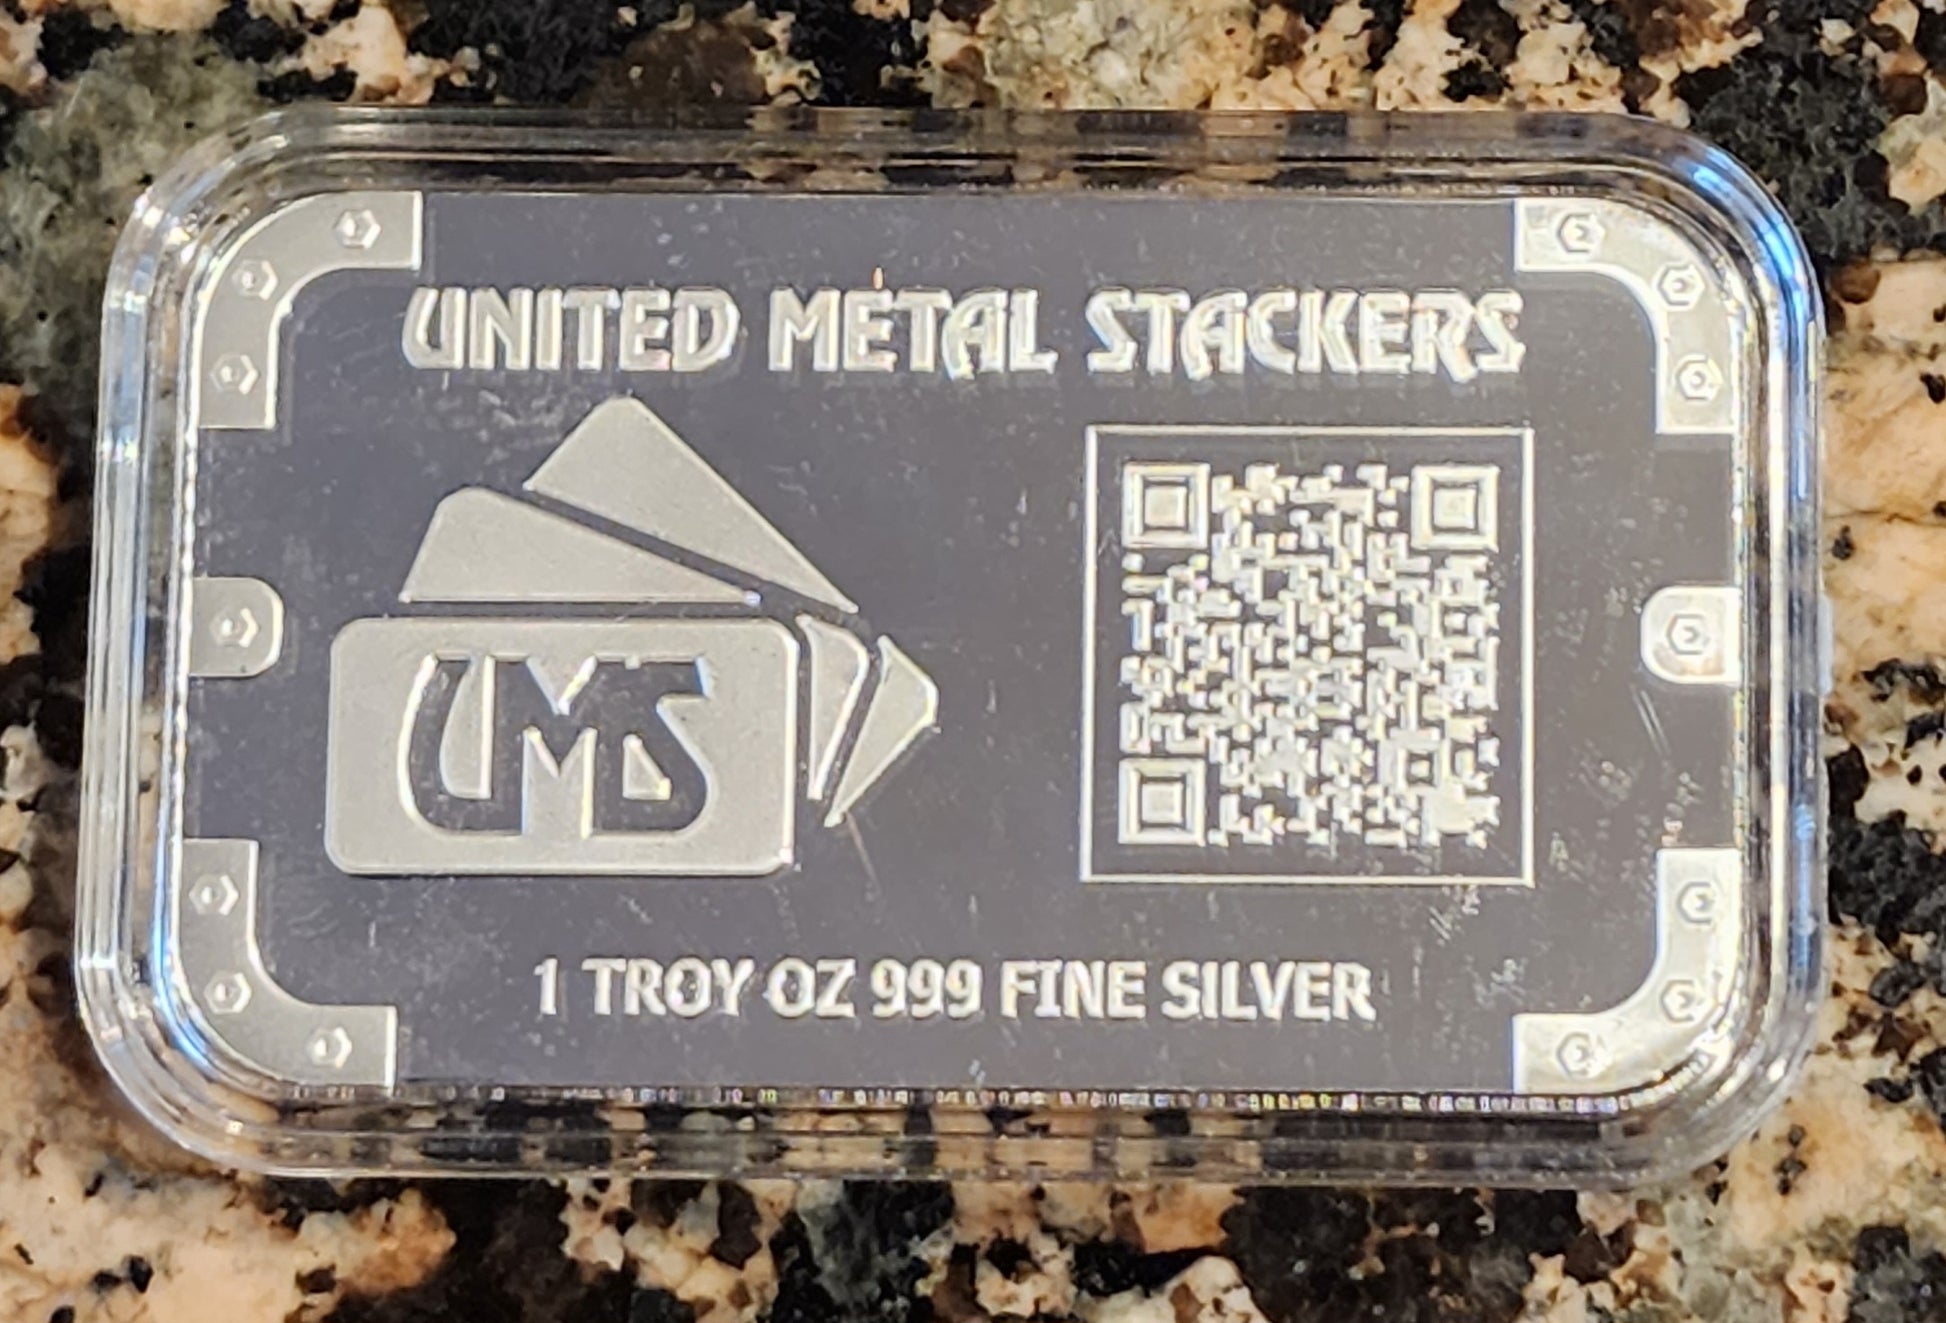 UNITED METAL STACKERS
UMS
1 TROY OZ 999 FINE SILVER